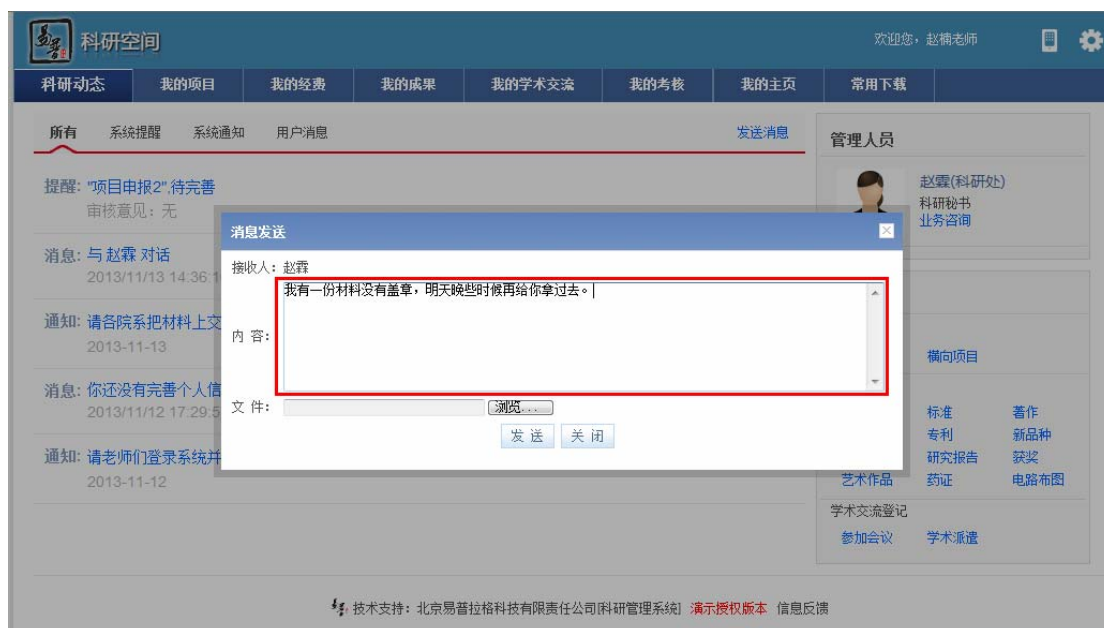 易普 科研空间
欢迎您，赵楠老师
科研动态 我的项目 我的经费 我的成果 我的学术交流 我的考核 我的主页 常用下载
所有 系统提醒 系统通知 用户消息 发送消息
管理人员
提醒: "项目申报2",待完善
审核意见：无
赵霖(科研处)
科研秘书
业务咨询
消息发送
消息: 与 赵霖 对话
2013/11/13 14:36:1
接收人: 赵霖
我有一份材料没有盖章，明天晚些时候再给你拿过去。
内 容:
通知: 请各院系把材料上交
2013-11-13
横向项目
消息: 你还没有完善个人信
2013/11/12 17:29:5
文 件: 浏览...
标准 著作
发 送 关 闭
专利 新品种
通知: 请老师们登录系统并
研究报告 获奖
2013-11-12
艺术作品 药证 电路布图
学术交流登记
参加会议 学术派遣
技术支持：北京易普拉格科技有限责任公司[科研管理系统] 演示授权版本 信息反馈